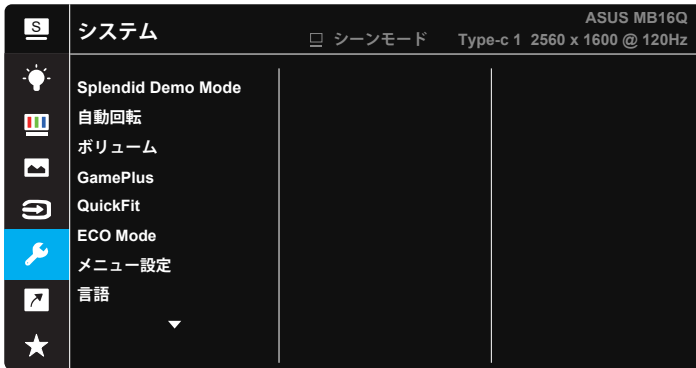 S
システム
ASUS MB16Q
シーンモード Type-c 1 2560 x 1600 @ 120Hz
Splendid Demo Mode
自動回転
ボリューム
GamePlus
QuickFit
ECO Mode
メニュー設定
言語